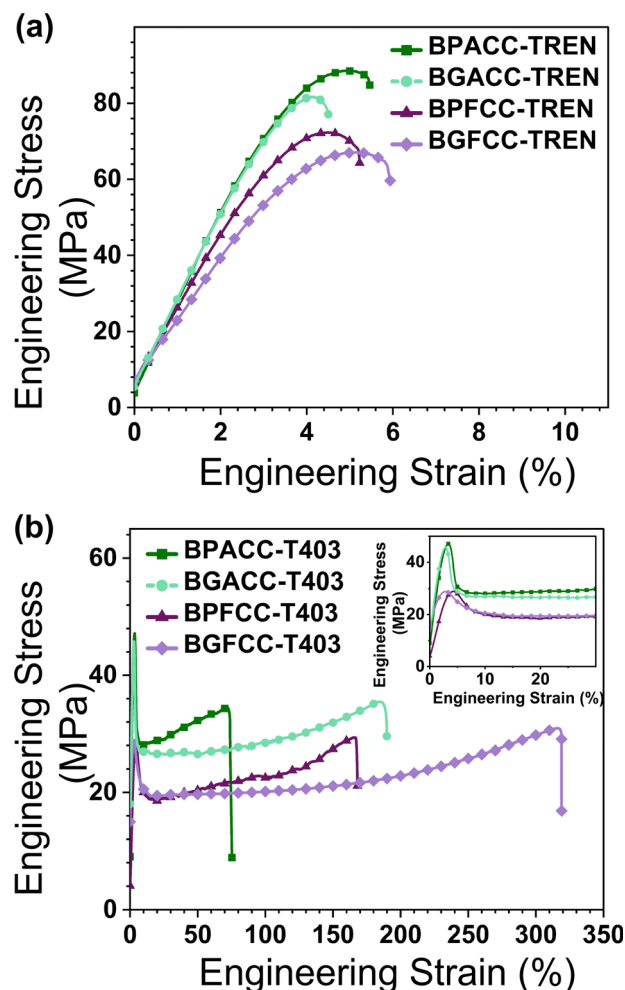 (a)
BPACC-TREN
BGACC-TREN
BPFCC-TREN
BGFCC-TREN
80
60
40
20
0
Engineering Stress
(MPa)
0 2 4 6 8 10
Engineering Strain (%)
(b)
60
40
20
0
Engineering Stress
(MPa)
BPACC-T403
BGACC-T403
BPFCC-T403
BGFCC-T403
40
20
0
Engineering Stress
(MPa)
0 10 20 30
Engineering Strain (%)
0 50 100 150 200 250 300 350
Engineering Strain (%)